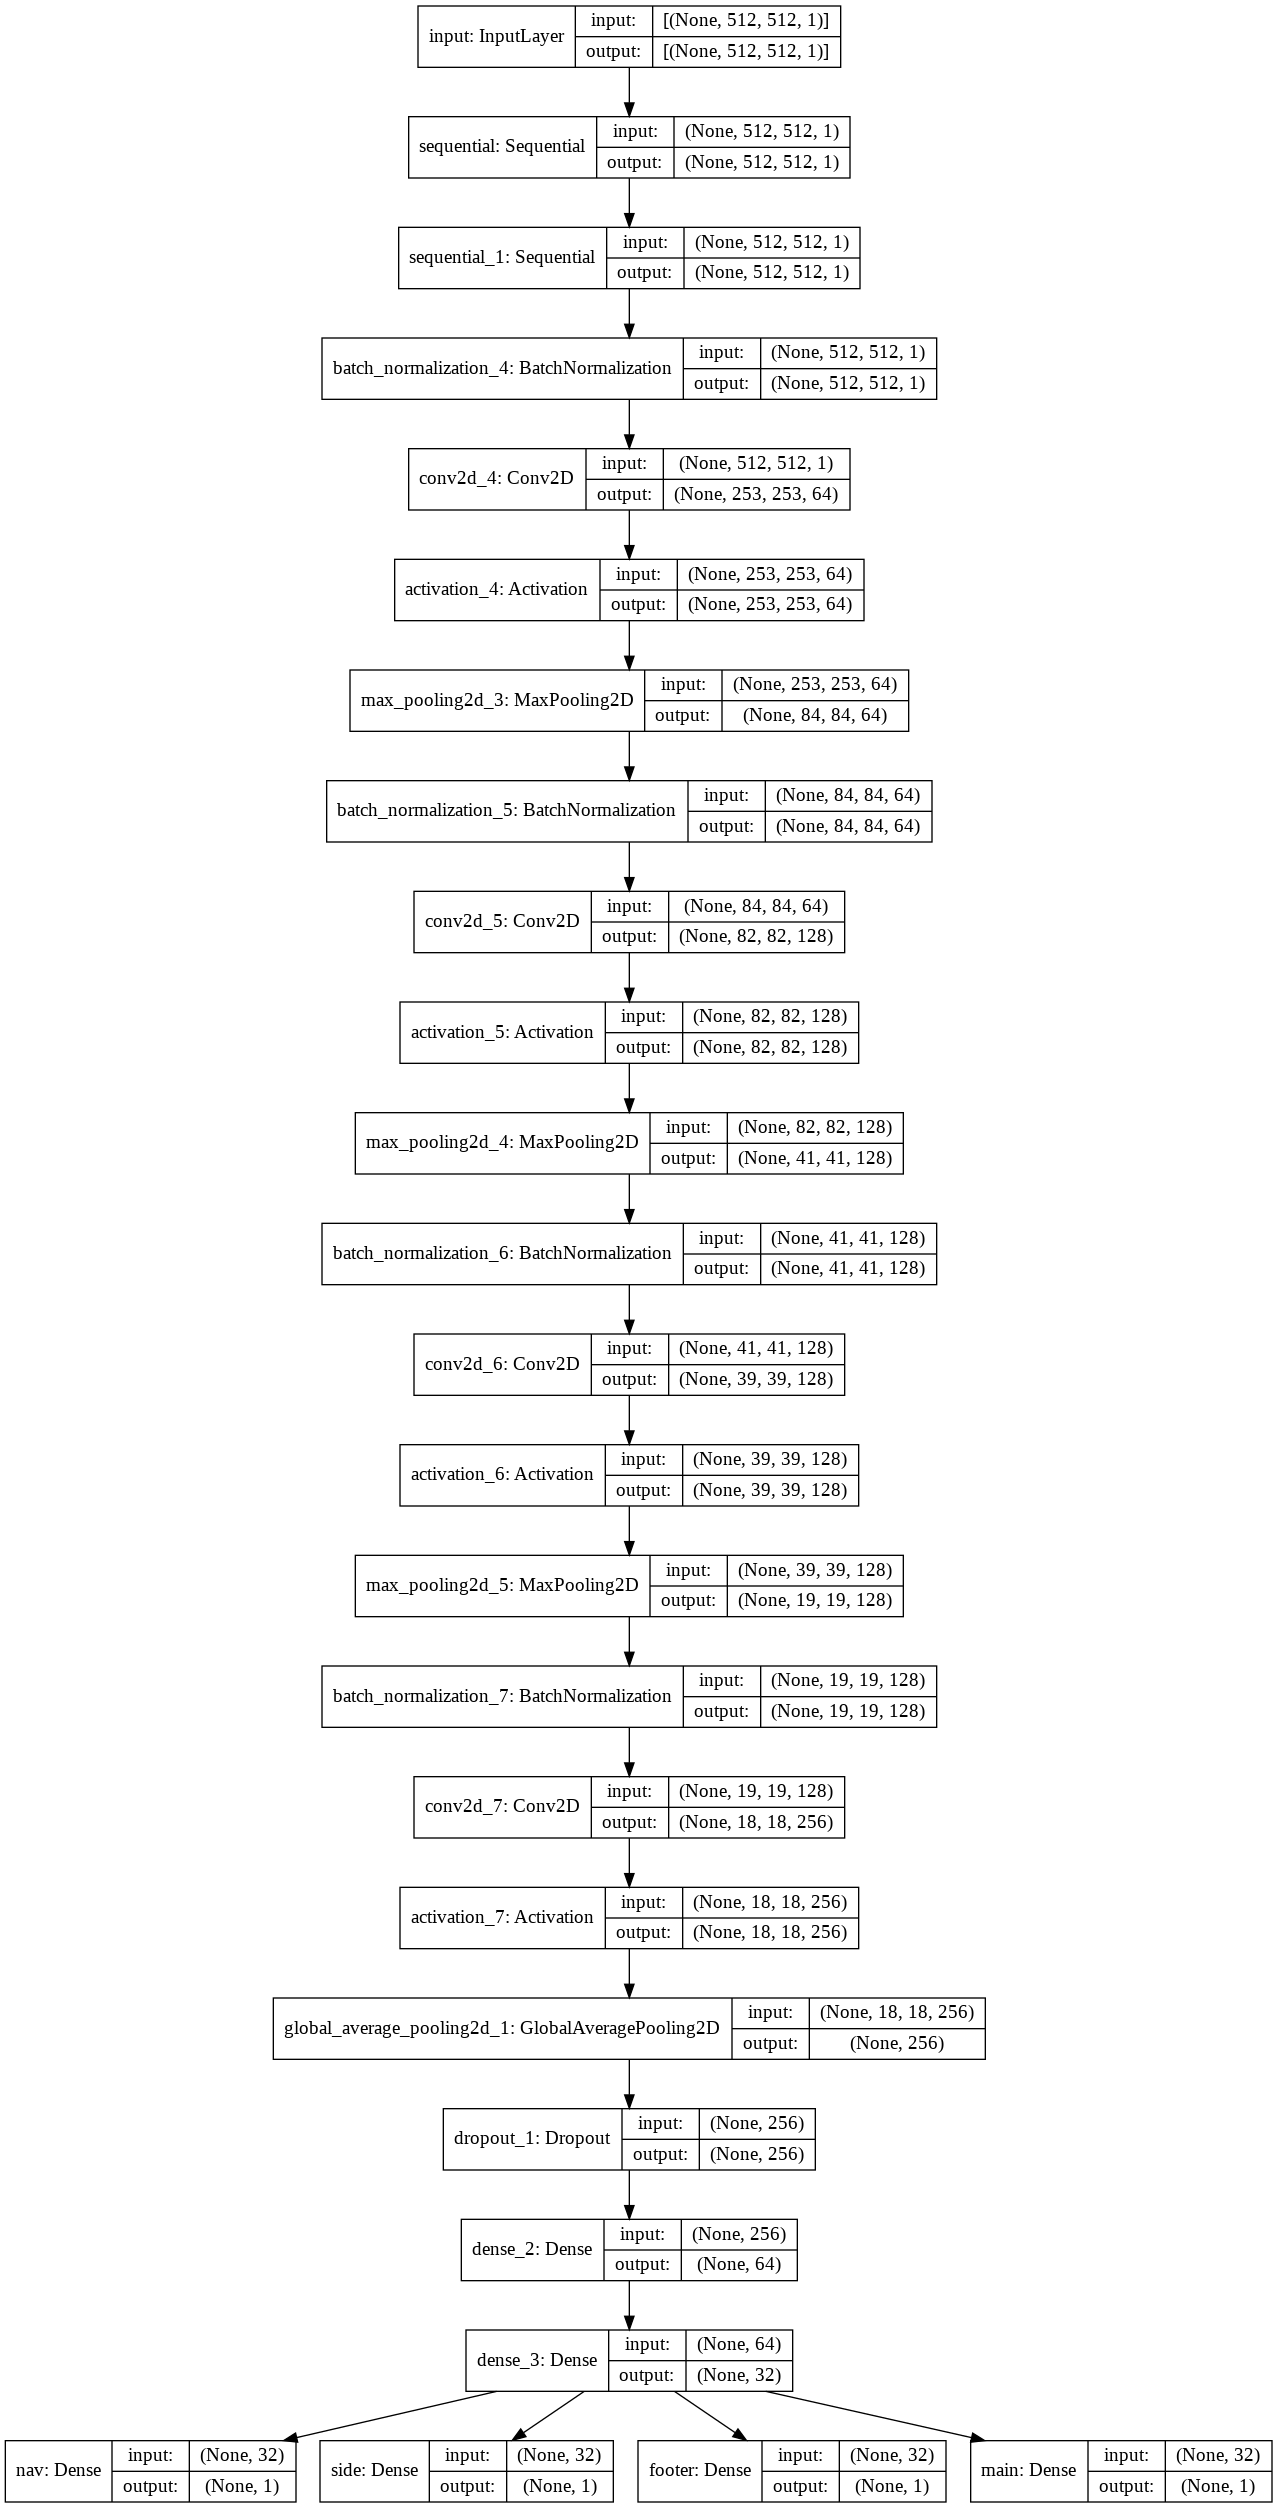 input: InputLayer
input: [(None, 512, 512, 1)]
output: [(None, 512, 512, 1)]
sequential: Sequential
input: (None, 512, 512, 1)
output: (None, 512, 512, 1)
sequential_1: Sequential
input: (None, 512, 512, 1)
output: (None, 512, 512, 1)
batch_normalization_4: BatchNormalization
input: (None, 512, 512, 1)
output: (None, 512, 512, 1)
conv2d_4: Conv2D
input: (None, 512, 512, 1)
output: (None, 253, 253, 64)
activation_4: Activation
input: (None, 253, 253, 64)
output: (None, 253, 253, 64)
max_pooling2d_3: MaxPooling2D
input: (None, 253, 253, 64)
output: (None, 84, 84, 64)
batch_normalization_5: BatchNormalization
input: (None, 84, 84, 64)
output: (None, 84, 84, 64)
conv2d_5: Conv2D
input: (None, 84, 84, 64)
output: (None, 82, 82, 128)
activation_5: Activation
input: (None, 82, 82, 128)
output: (None, 82, 82, 128)
max_pooling2d_4: MaxPooling2D
input: (None, 82, 82, 128)
output: (None, 41, 41, 128)
batch_normalization_6: BatchNormalization
input: (None, 41, 41, 128)
output: (None, 41, 41, 128)
conv2d_6: Conv2D
input: (None, 41, 41, 128)
output: (None, 39, 39, 128)
activation_6: Activation
input: (None, 39, 39, 128)
output: (None, 39, 39, 128)
max_pooling2d_5: MaxPooling2D
input: (None, 39, 39, 128)
output: (None, 19, 19, 128)
batch_normalization_7: BatchNormalization
input: (None, 19, 19, 128)
output: (None, 19, 19, 128)
conv2d_7: Conv2D
input: (None, 19, 19, 128)
output: (None, 18, 18, 256)
activation_7: Activation
input: (None, 18, 18, 256)
output: (None, 18, 18, 256)
global_average_pooling2d_1: GlobalAveragePooling2D
input: (None, 18, 18, 256)
output: (None, 256)
dropout_1: Dropout
input: (None, 256)
output: (None, 256)
dense_2: Dense
input: (None, 256)
output: (None, 64)
dense_3: Dense
input: (None, 64)
output: (None, 32)
nav: Dense
input: (None, 32)
output: (None, 1)
side: Dense
input: (None, 32)
output: (None, 1)
footer: Dense
input: (None, 32)
output: (None, 1)
main: Dense
input: (None, 32)
output: (None, 1)